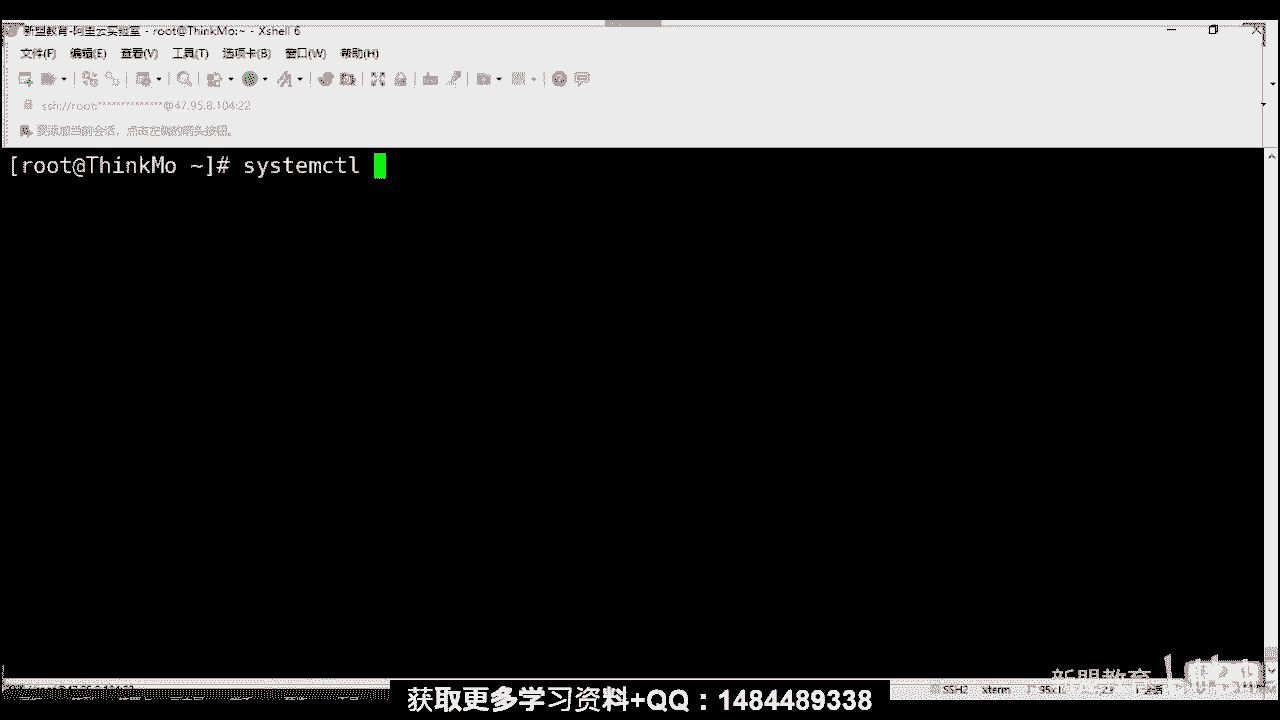 新盟教育-阿里云实验室 - root@ThinkMo:~ - Xshell 6
文件(F) 编辑(E) 查看(V) 工具(T) 选项卡(B) 窗口(W) 帮助(H)
ssh://root:**************@47.95.8.104:22
要添加当前会话，点击左侧的箭头按钮。
[root@ThinkMo ~]# systemctl
新盟教育
SSH2 xterm
获取更多学习资料+QQ：1484489338